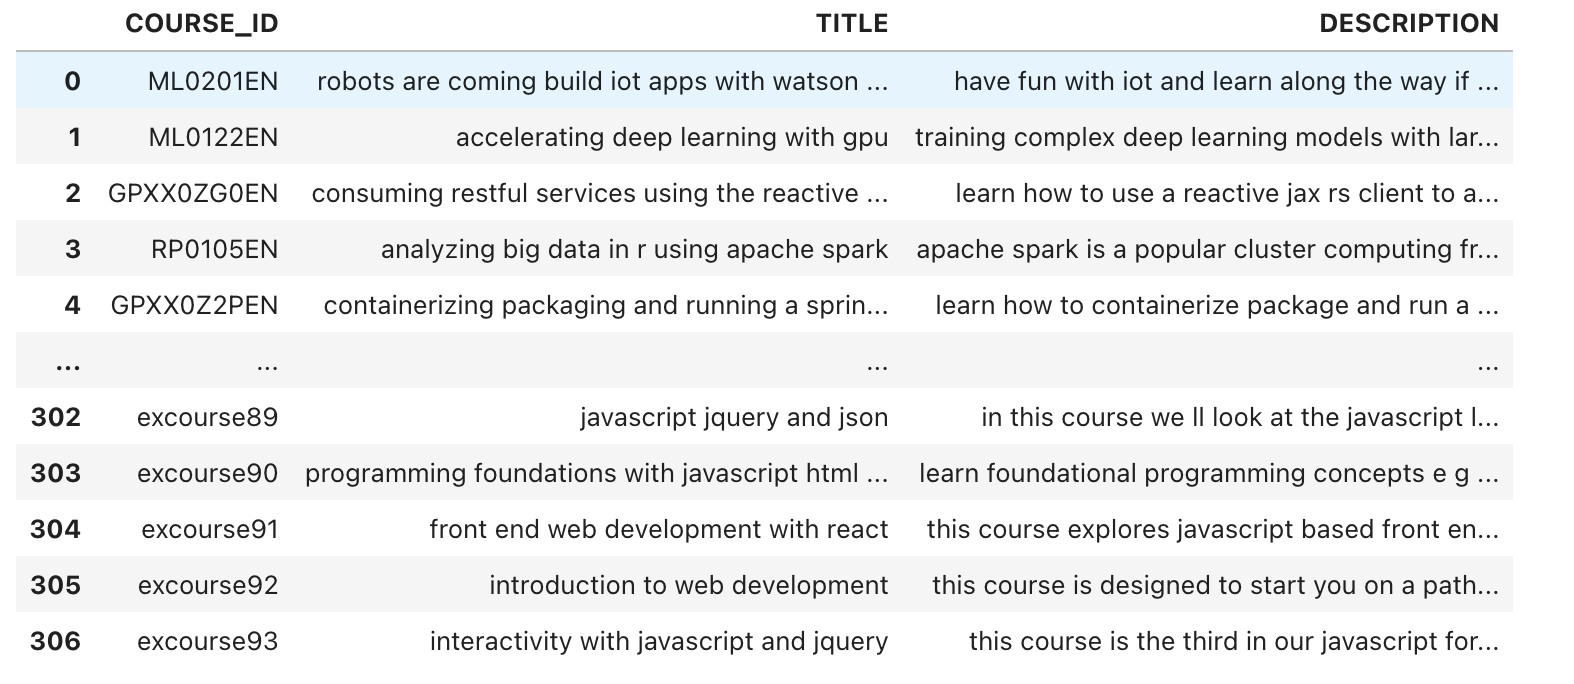 COURSE_ID TITLE DESCRIPTION
0 ML0201EN robots are coming build iot apps with watson ... have fun with iot and learn along the way if ...
1 ML0122EN accelerating deep learning with gpu training complex deep learning models with lar...
2 GPXX0ZG0EN consuming restful services using the reactive ... learn how to use a reactive jax rs client to a...
3 RP0105EN analyzing big data in r using apache spark apache spark is a popular cluster computing fr...
4 GPXX0Z2PEN containerizing packaging and running a sprin... learn how to containerize package and run a ...
... ... ... ...
302 excourse89 javascript jquery and json in this course we ll look at the javascript l...
303 excourse90 programming foundations with javascript html ... learn foundational programming concepts e g ...
304 excourse91 front end web development with react this course explores javascript based front en...
305 excourse92 introduction to web development this course is designed to start you on a path...
306 excourse93 interactivity with javascript and jquery this course is the third in our javascript for...